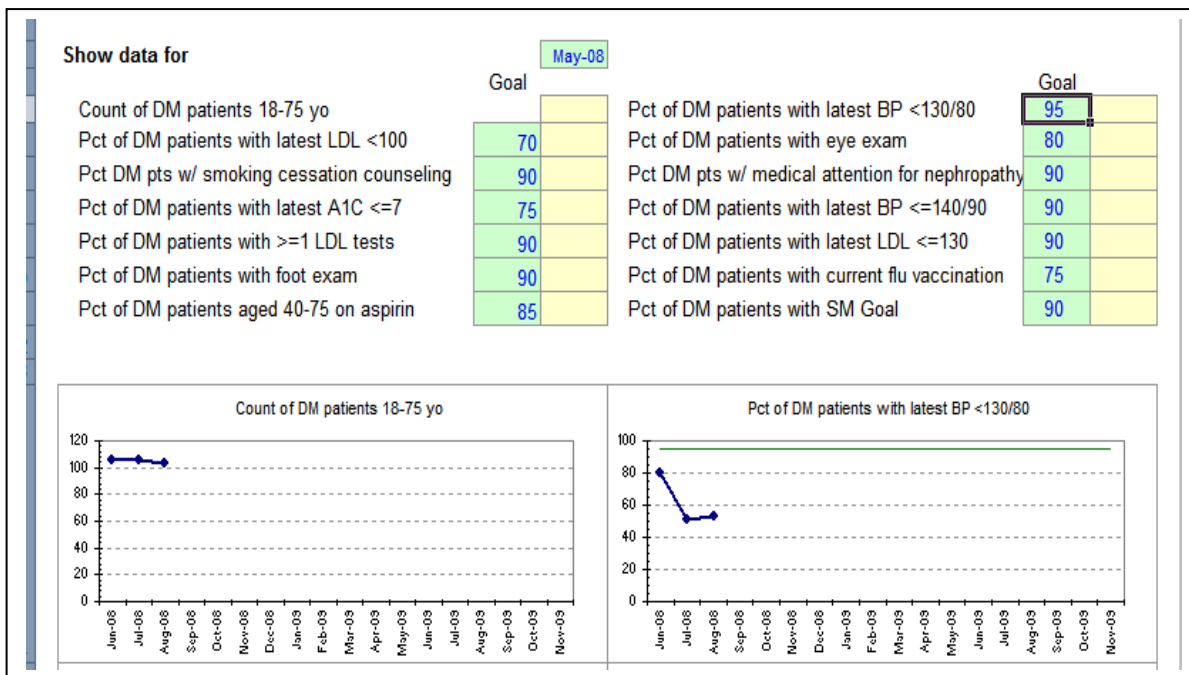 Show data for May-08
Goal Goal
Count of DM patients 18-75 yo Pct of DM patients with latest BP <130/80 95
Pct of DM patients with latest LDL <100 70 Pct of DM patients with eye exam 80
Pct DM pts w/ smoking cessation counseling 90 Pct DM pts w/ medical attention for nephropathy 90
Pct of DM patients with latest A1C <=7 75 Pct of DM patients with latest BP <=140/90 90
Pct of DM patients with >=1 LDL tests 90 Pct of DM patients with latest LDL <=130 90
Pct of DM patients with foot exam 90 Pct of DM patients with current flu vaccination 75
Pct of DM patients aged 40-75 on aspirin 85 Pct of DM patients with SM Goal 90
Count of DM patients 18-75 yo
120
100
80
60
40
20
0
Jun-08 Jul-08 Aug-08 Sep-08 Oct-08 Nov-08 Dec-08 Jan-09 Feb-09 Mar-09 Apr-09 May-09 Jun-09 Jul-09 Aug-09 Sep-09 Oct-09 Nov-09
Pct of DM patients with latest BP <130/80
100
80
60
40
20
0
Jun-08 Jul-08 Aug-08 Sep-08 Oct-08 Nov-08 Dec-08 Jan-09 Feb-09 Mar-09 Apr-09 May-09 Jun-09 Jul-09 Aug-09 Sep-09 Oct-09 Nov-09